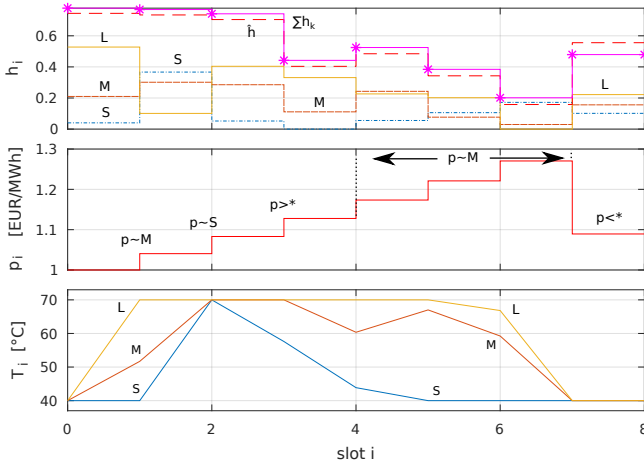 0.6
0.4
0.2
0
h_i
L
S
ĥ
∑h_k
M
S
M
L
1.3
1.2
1.1
1
p_i [EUR/MWh]
p~M
p~S
p>*
p~M
p<*
70
60
50
40
T_i [°C]
L
M
S
S
M
L
0 2 4 6 8
slot i